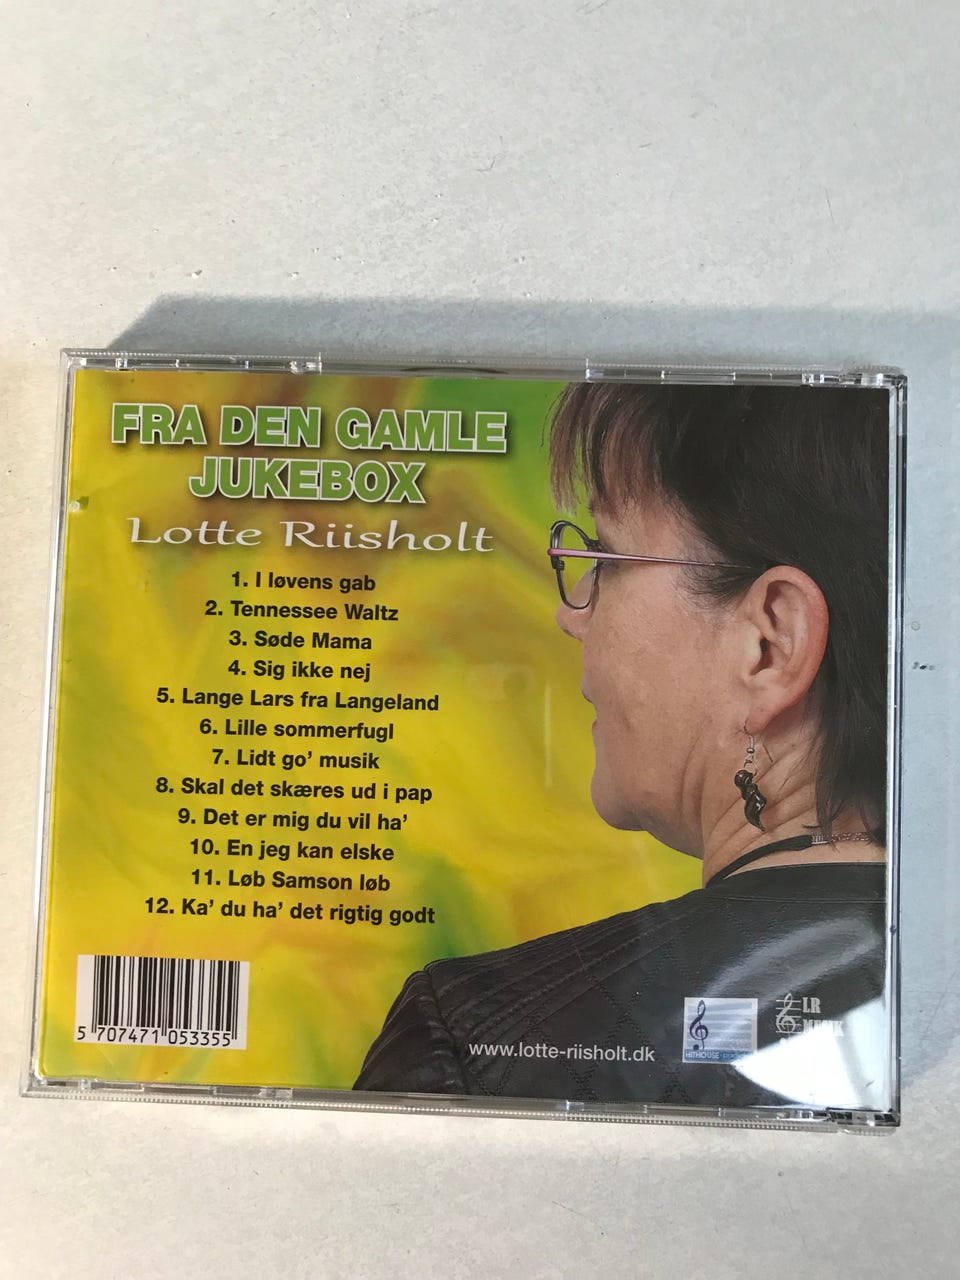 FRA DEN GAMLE
JUKEBOX
Lotte Riisholt
1. I løvens gab
2. Tennessee Waltz
3. Søde Mama
4. Sig ikke nej
5. Lange Lars fra Langeland
6. Lille sommerfugl
7. Lidt go' musik
8. Skal det skæres ud i pap
9. Det er mig du vil ha'
10. En jeg kan elske
11. Løb Samson løb
12. Ka' du ha' det rigtig godt
5 707471 053355
www.lotte-riisholt.dk
HITHOUSE
LR
MUSIK